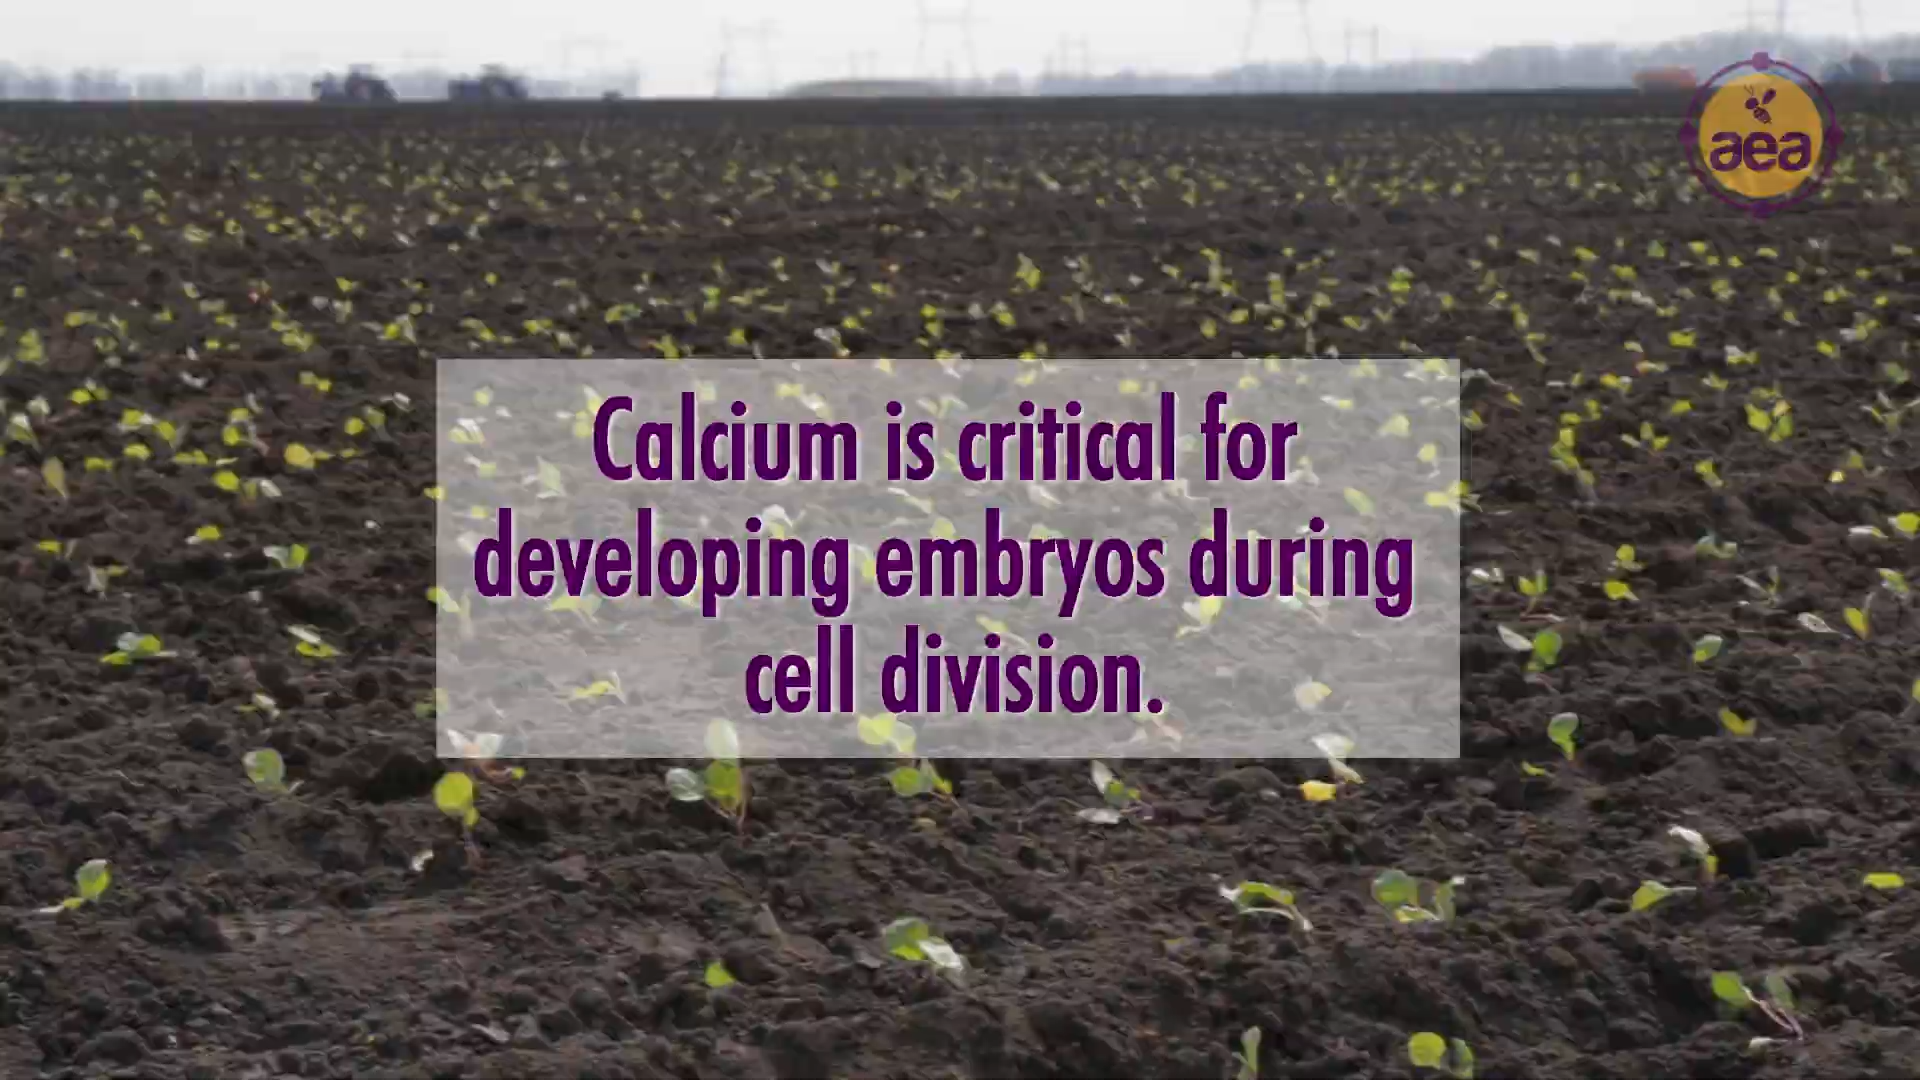 aea
Calcium is critical for
developing embryos during
cell division.